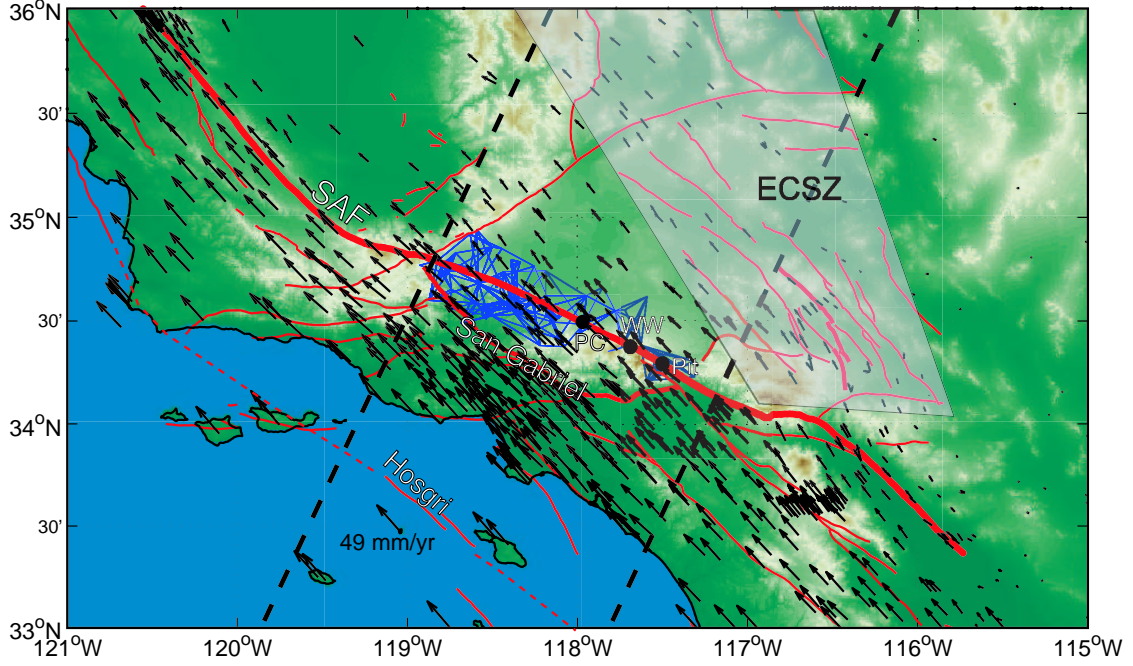 36°N
30'
35°N
30'
34°N
30'
33°N
121°W
120°W
119°W
118°W
117°W
116°W
115°W
SAF
ECSZ
WW
PC
Pit
San Gabriel
Hosgri
49 mm/yr